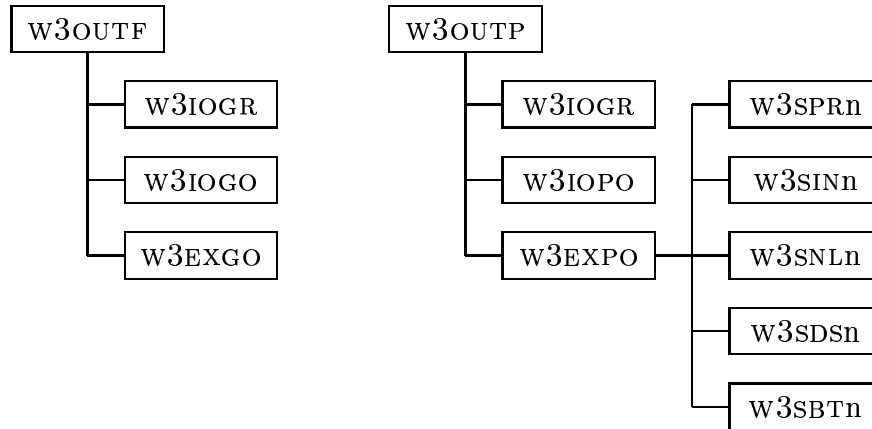 W3OUTF
W3OUTP
W3IOGR
W3IOGR
W3SPRn
W3IOGO
W3IOPO
W3SINn
W3EXGO
W3EXPO
W3SNLn
W3SDSn
W3SBTn